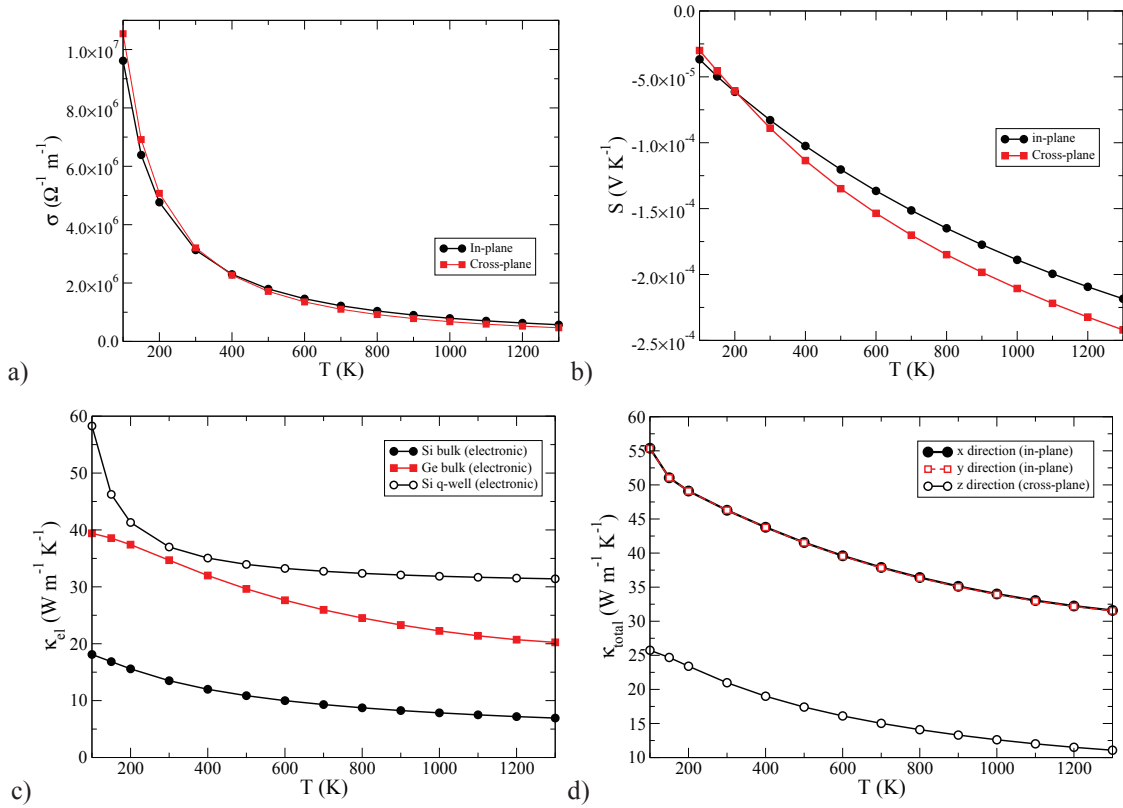 1.0×10⁷
8.0×10⁶
6.0×10⁶
4.0×10⁶
2.0×10⁶
0.0
σ (Ω⁻¹ m⁻¹)
In-plane
Cross-plane
200 400 600 800 1000 1200
T (K)
a)
0.0
-5.0×10⁻⁵
-1.0×10⁻⁴
-1.5×10⁻⁴
-2.0×10⁻⁴
-2.5×10⁻⁴
S (V K⁻¹)
in-plane
Cross-plane
200 400 600 800 1000 1200
T (K)
b)
60
50
40
30
20
10
0
κel (W m⁻¹ K⁻¹)
Si bulk (electronic)
Ge bulk (electronic)
Si q-well (electronic)
200 400 600 800 1000 1200
T (K)
c)
60
55
50
45
40
35
30
25
20
15
10
κtotal (W m⁻¹ K⁻¹)
x direction (in-plane)
y direction (in-plane)
z direction (cross-plane)
200 400 600 800 1000 1200
T (K)
d)